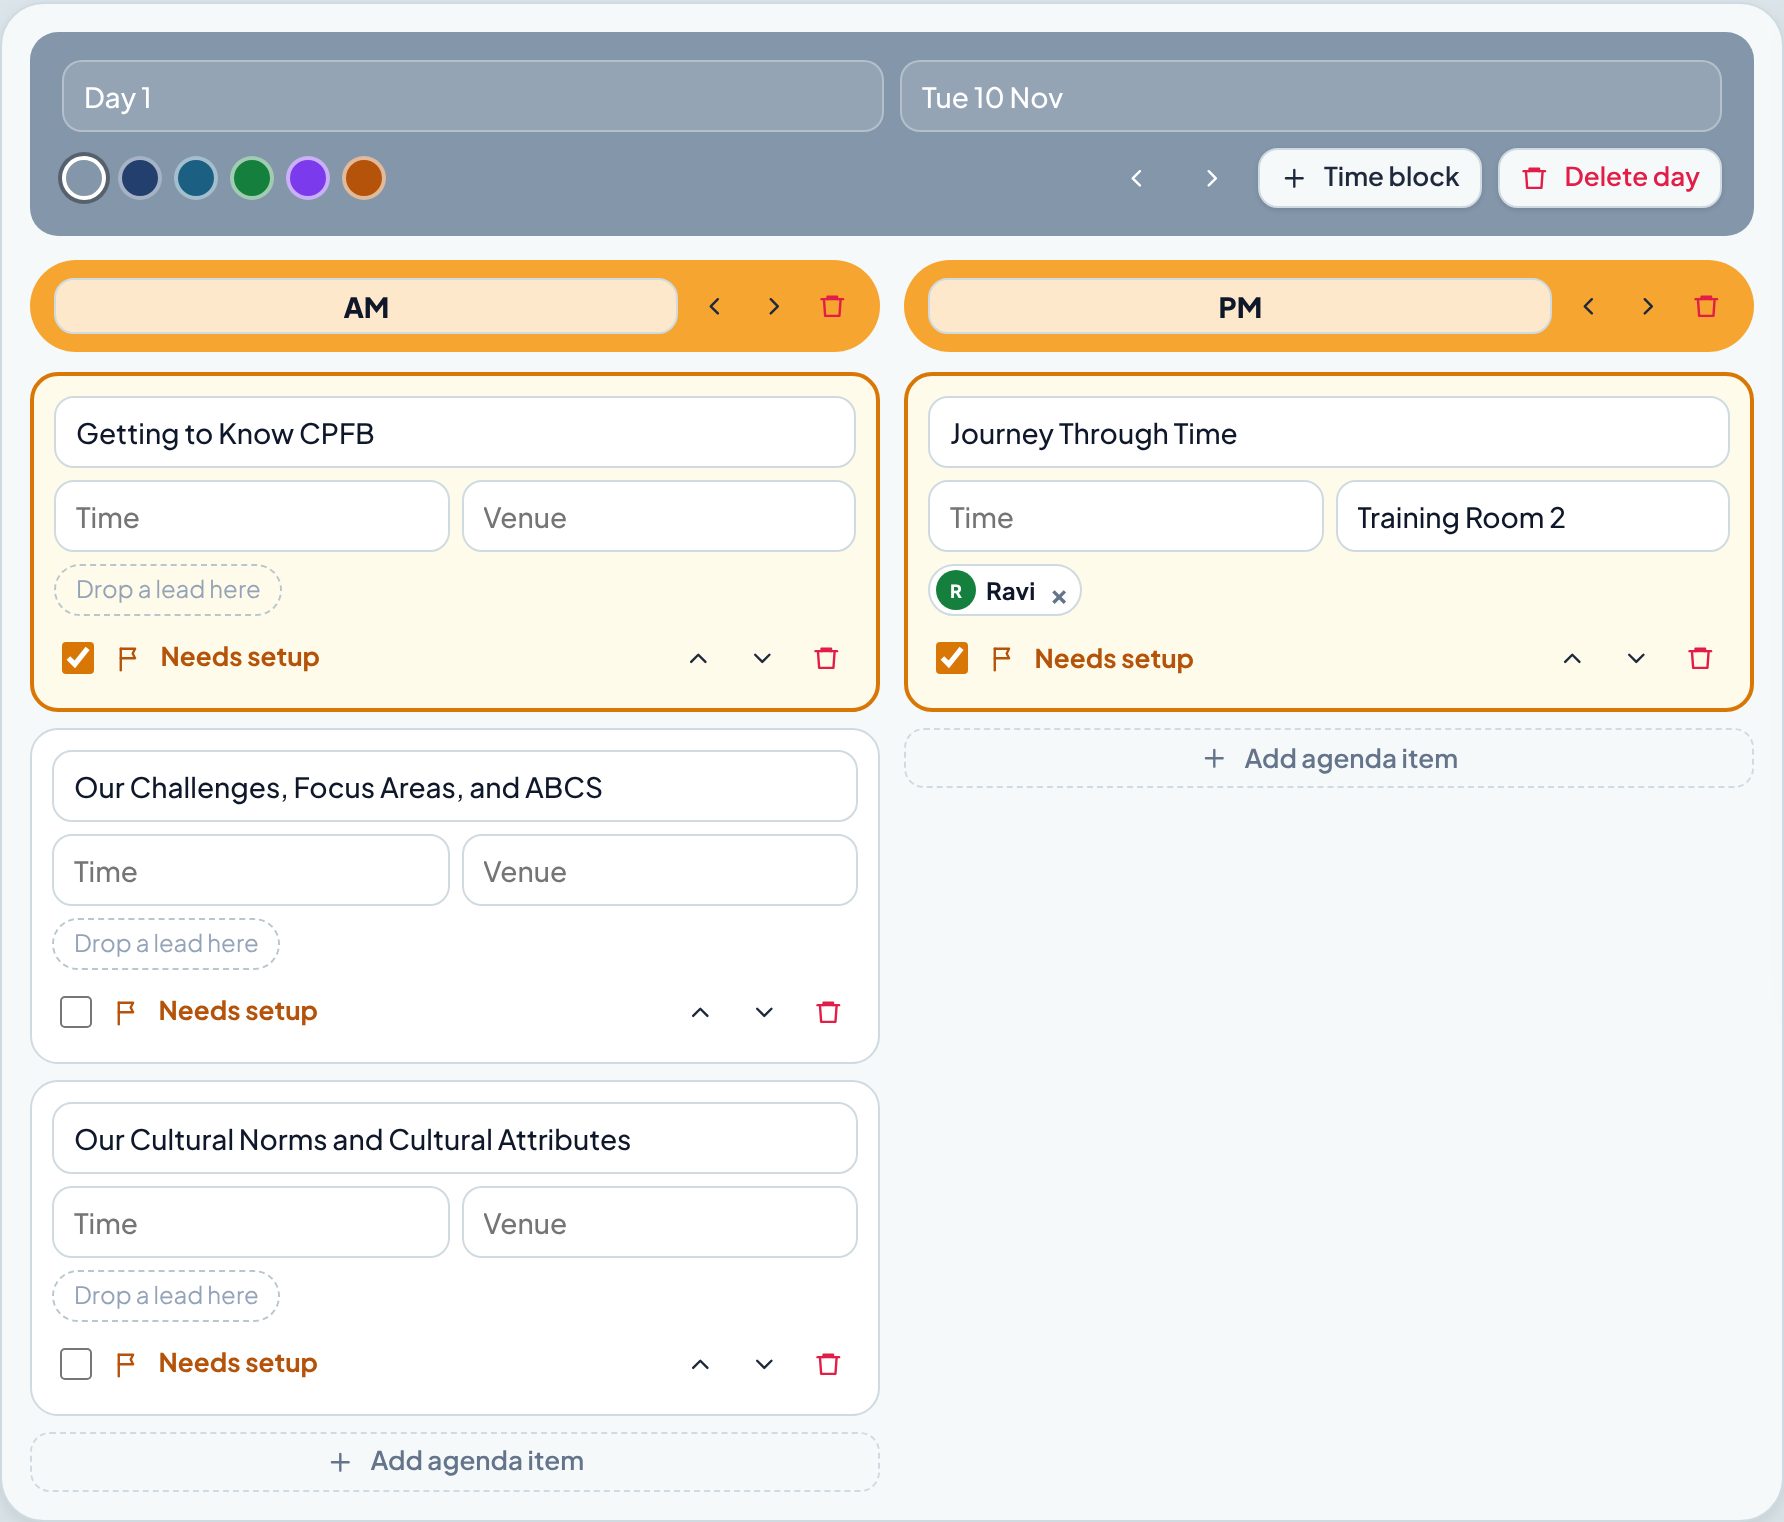 Day 1
Tue 10 Nov
Time block
Delete day
AM
Getting to Know CPFB
Time
Venue
Drop a lead here
Needs setup
Our Challenges, Focus Areas, and ABCS
Time
Venue
Drop a lead here
Needs setup
Our Cultural Norms and Cultural Attributes
Time
Venue
Drop a lead here
Needs setup
Add agenda item
PM
Journey Through Time
Time
Training Room 2
R
Ravi
Needs setup
Add agenda item